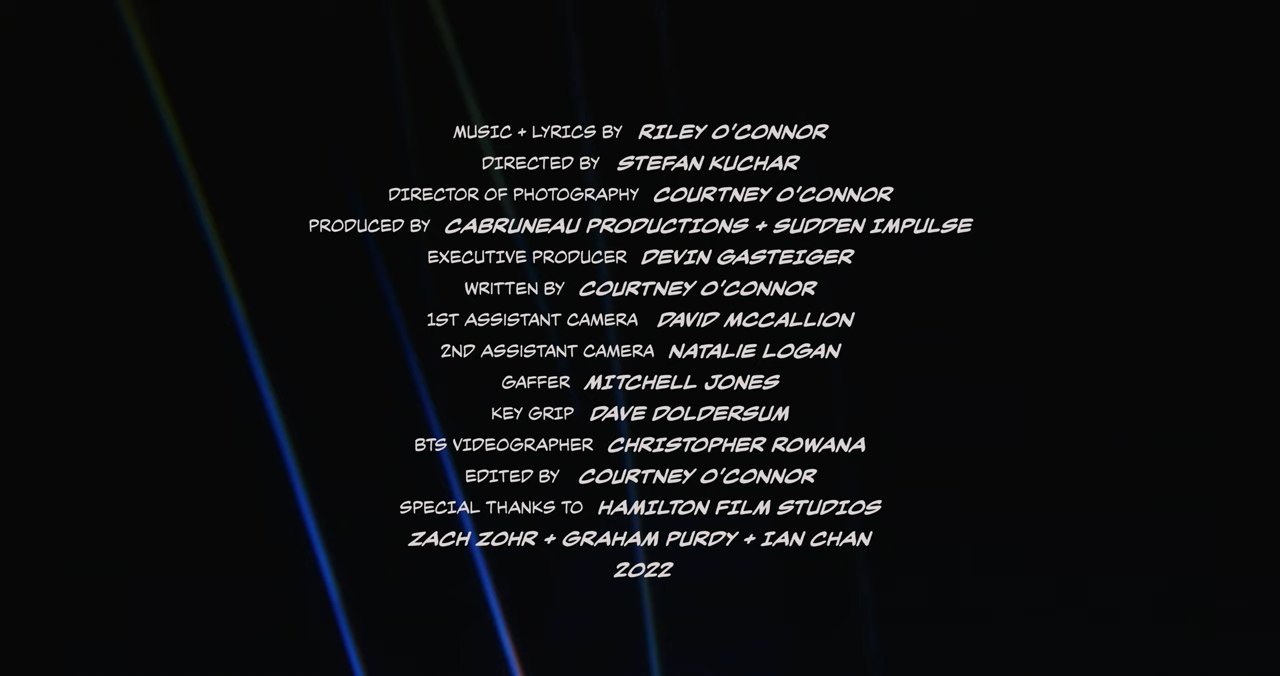 MUSIC + LYRICS BY RILEY O'CONNOR
DIRECTED BY STEFAN KUCHAR
DIRECTOR OF PHOTOGRAPHY COURTNEY O'CONNOR
PRODUCED BY CABRUNEAU PRODUCTIONS + SUDDEN IMPULSE
EXECUTIVE PRODUCER DEVIN GASTEIGER
WRITTEN BY COURTNEY O'CONNOR
1ST ASSISTANT CAMERA DAVID MCCALLION
2ND ASSISTANT CAMERA NATALIE LOGAN
GAFFER MITCHELL JONES
KEY GRIP DAVE DOLDERSUM
BTS VIDEOGRAPHER CHRISTOPHER ROWANA
EDITED BY COURTNEY O'CONNOR
SPECIAL THANKS TO HAMILTON FILM STUDIOS
ZACH ZOHR + GRAHAM PURDY + IAN CHAN
2022